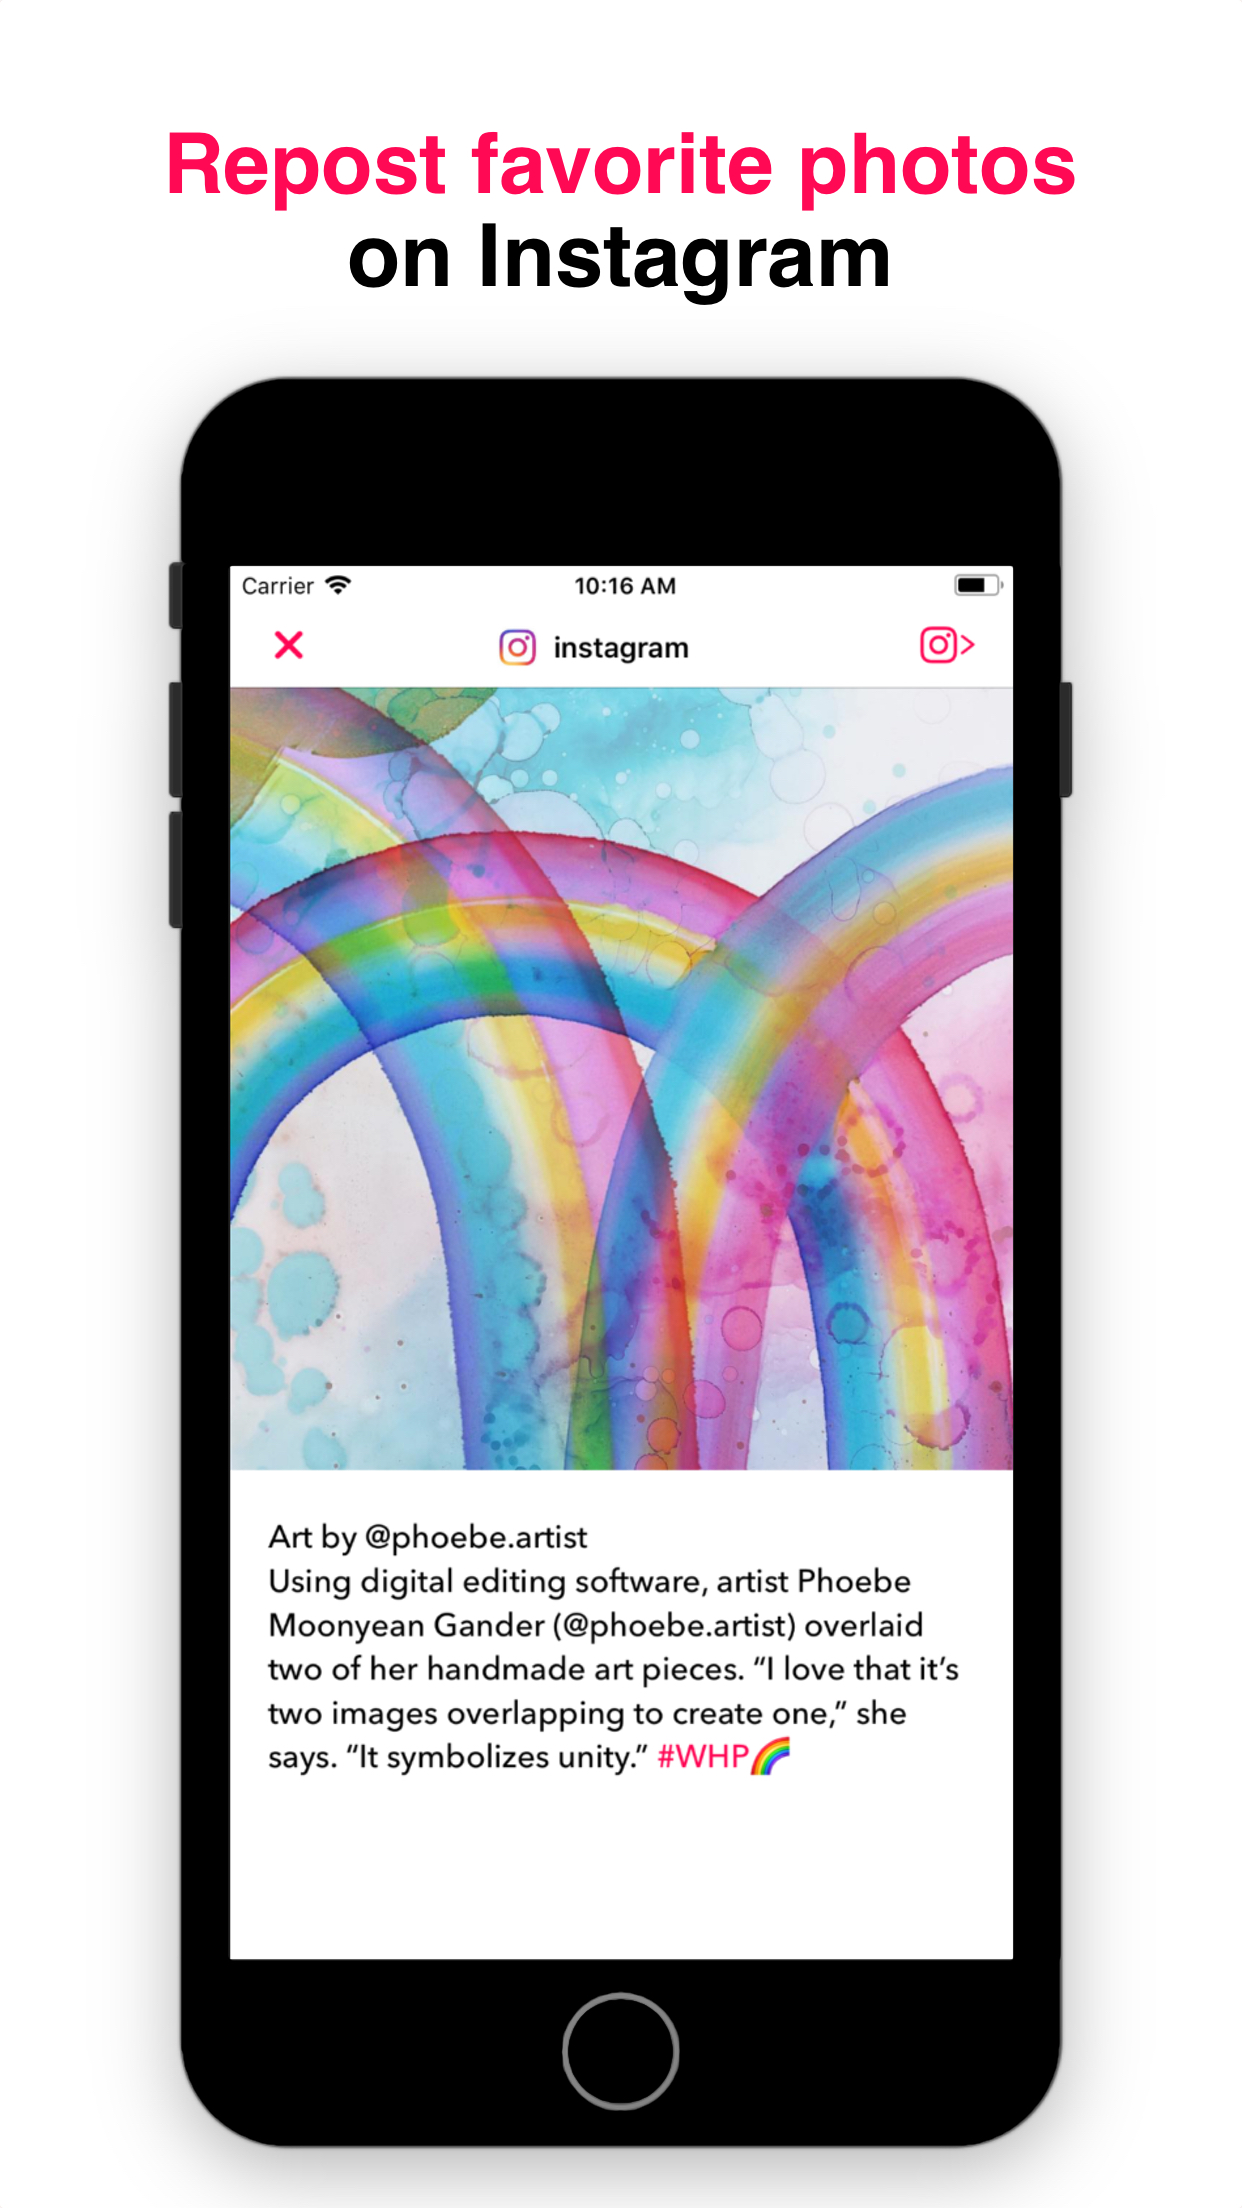 Repost favorite photos
on Instagram
Carrier 10:16 AM
instagram
Art by @phoebe.artist
Using digital editing software, artist Phoebe
Moonyean Gander (@phoebe.artist) overlaid
two of her handmade art pieces. “I love that it’s
two images overlapping to create one,” she
says. “It symbolizes unity.” #WHP🌈